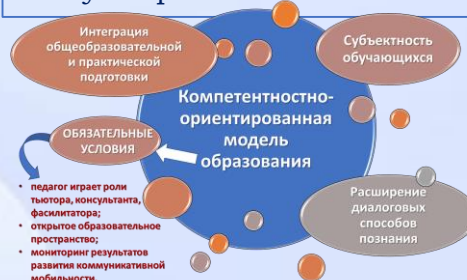 Интеграция
общеобразовательной
и практической
подготовки
Субъектность
обучающихся
Компетентностно-
ориентированная
модель
образования
ОБЯЗАТЕЛЬНЫЕ
УСЛОВИЯ
• педагог играет роли
тьютора, консультанта,
фасилитатора;
• открытое образовательное
пространство;
• мониторинг результатов
развития коммуникативной
мобильности
Расширение
диалоговых
способов
познания